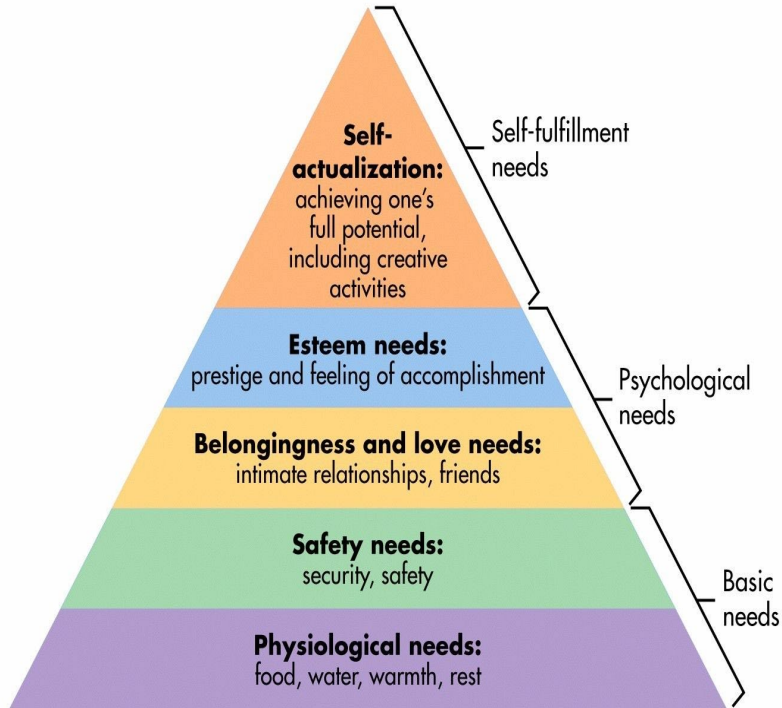 Self-
actualization:
achieving one's
full potential,
including creative
activities
Self-fulfillment
needs
Esteem needs:
prestige and feeling of accomplishment
Psychological
needs
Belongingness and love needs:
intimate relationships, friends
Safety needs:
security, safety
Basic
needs
Physiological needs:
food, water, warmth, rest